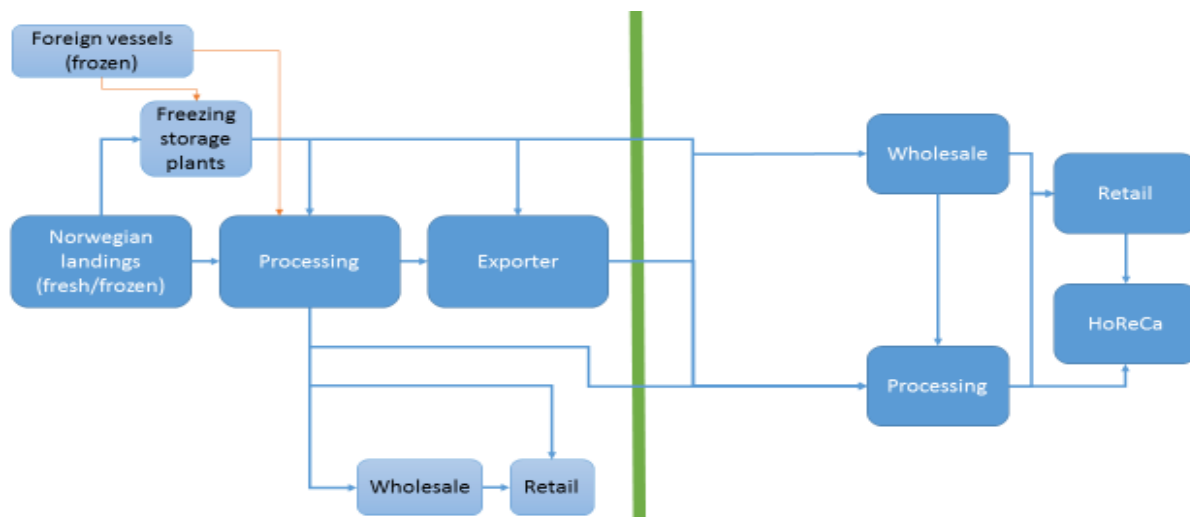 Foreign vessels
(frozen)
Freezing
storage
plants
Norwegian
landings
(fresh/frozen)
Processing
Exporter
Wholesale
Retail
Wholesale
Processing
Retail
HoReCa